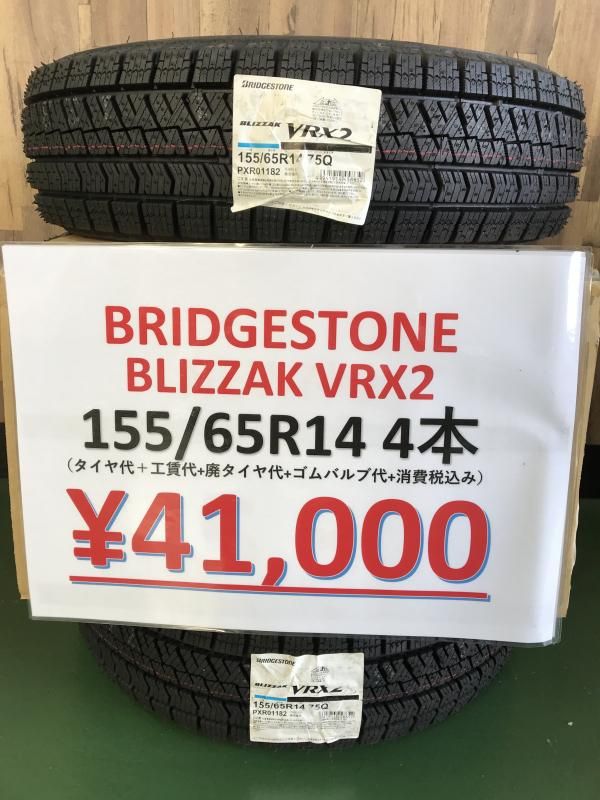 BRIDGESTONE
BLIZZAK VRX2
155/65R14 75Q
PXR01182
BRIDGESTONE
BLIZZAK VRX2
155/65R14 4本
(タイヤ代+工賃代+廃タイヤ代+ゴムバルブ代+消費税込み)
¥41,000
BRIDGESTONE
BLIZZAK VRX2
155/65R14 75Q
PXR01182